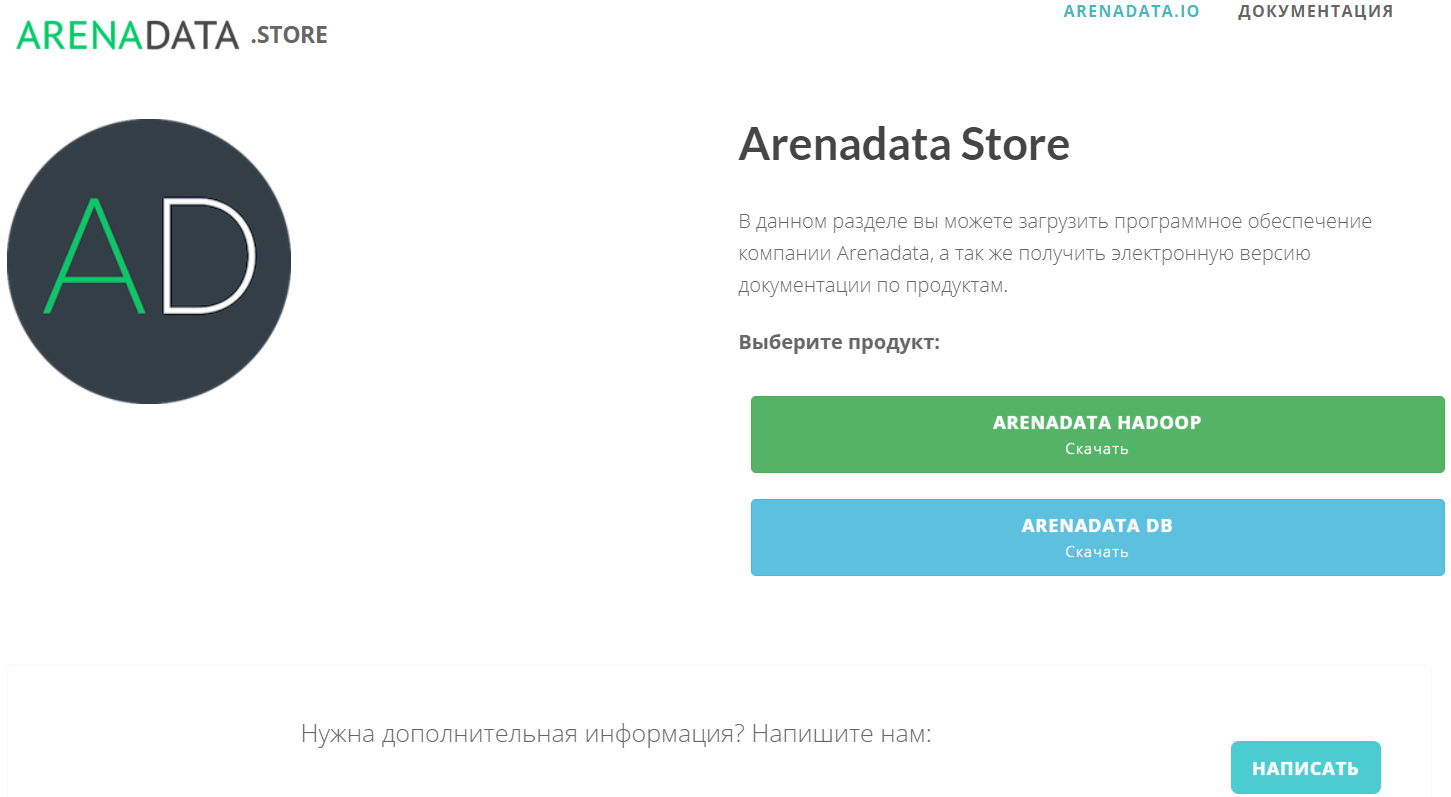 ARENADATA .STORE
ARENADATA.IO ДОКУМЕНТАЦИЯ
AD
Arenadata Store
В данном разделе вы можете загрузить программное обеспечение
компании Arenadata, а так же получить электронную версию
документации по продуктам.
Выберите продукт:
ARENADATA HADOOP
Скачать
ARENADATA DB
Скачать
Нужна дополнительная информация? Напишите нам:
НАПИСАТЬ